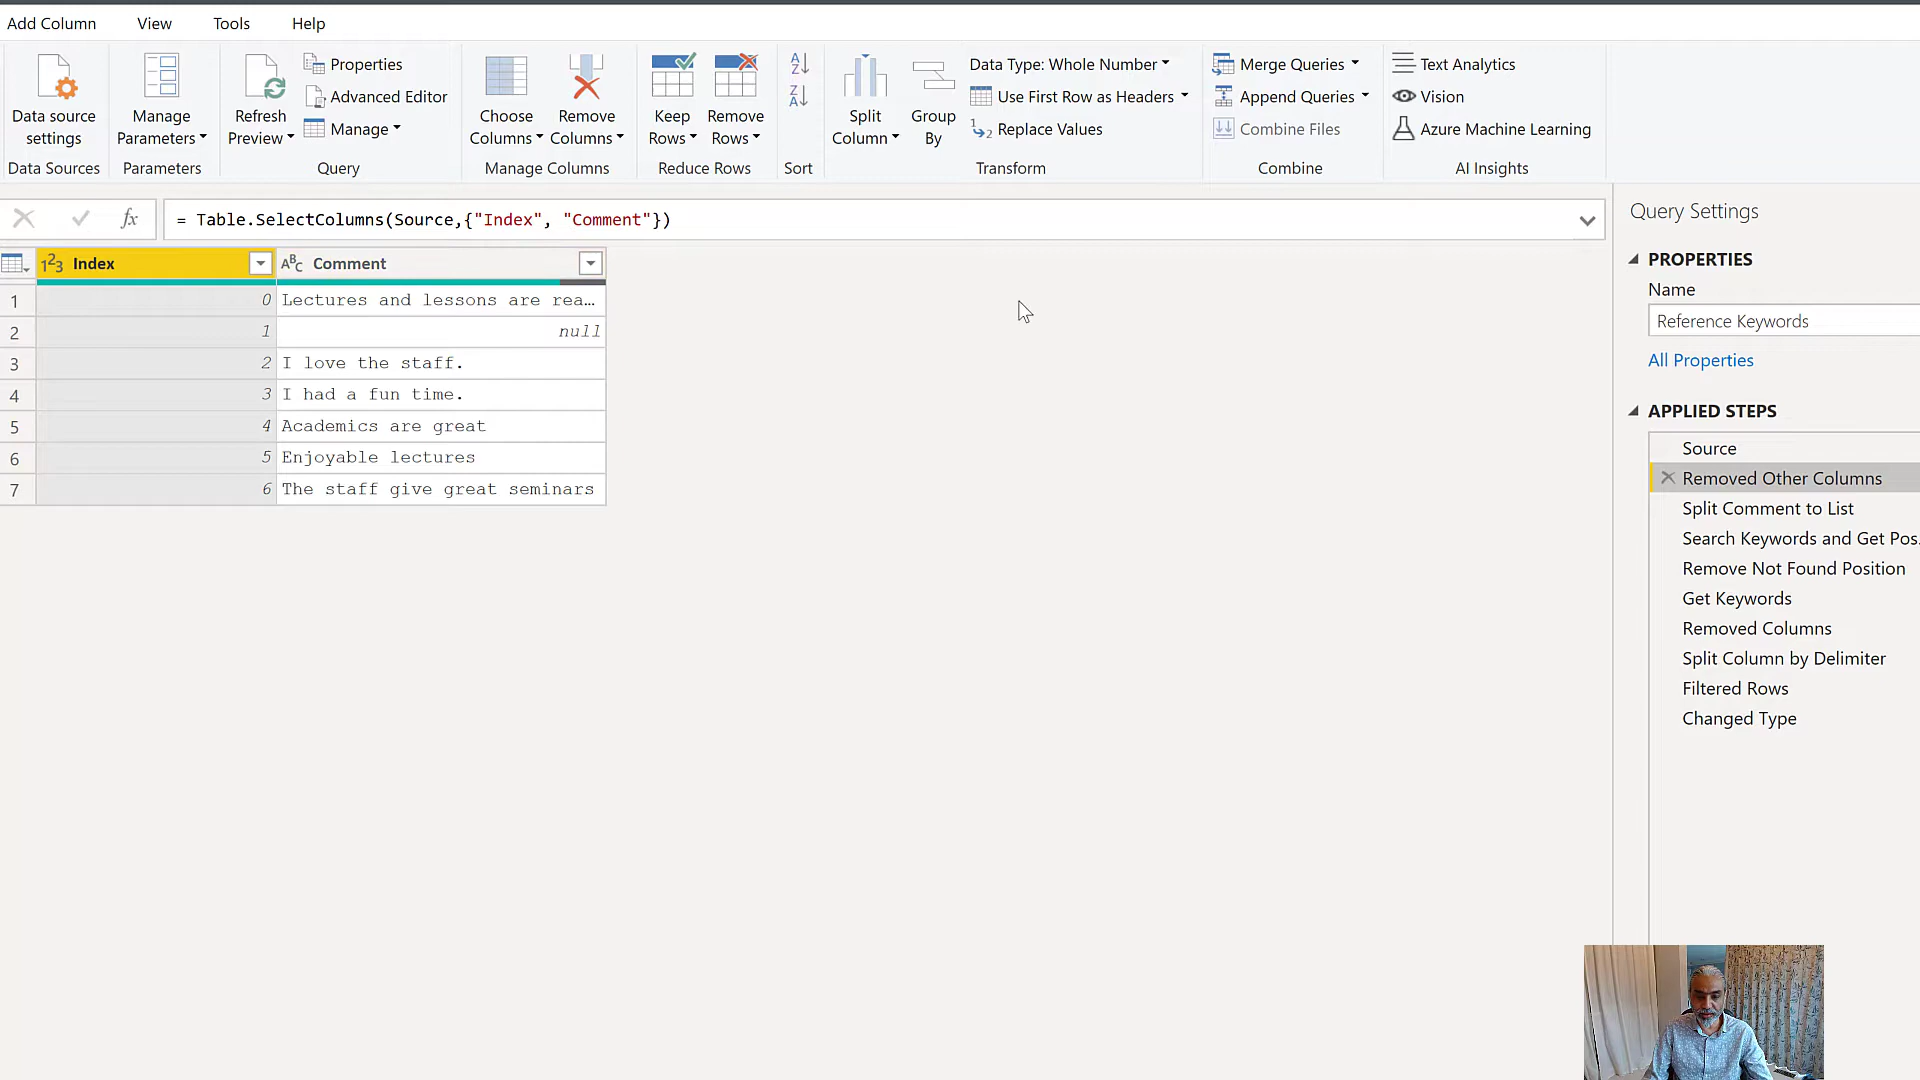 Add Column
View
Tools
Help
Data source settings
Data Sources
Manage Parameters
Parameters
Refresh Preview
Properties
Advanced Editor
Manage
Query
Choose Columns
Remove Columns
Manage Columns
Keep Rows
Remove Rows
Reduce Rows
Sort
Split Column
Group By
Data Type: Whole Number
Use First Row as Headers
Replace Values
Transform
Merge Queries
Append Queries
Combine Files
Combine
Text Analytics
Vision
Azure Machine Learning
AI Insights
fx
= Table.SelectColumns(Source,{"Index", "Comment"})
123 Index
ABC Comment
1 0 Lectures and lessons are rea…
2 1 null
3 2 I love the staff.
4 3 I had a fun time.
5 4 Academics are great
6 5 Enjoyable lectures
7 6 The staff give great seminars
Query Settings
PROPERTIES
Name
Reference Keywords
All Properties
APPLIED STEPS
Source
Removed Other Columns
Split Comment to List
Search Keywords and Get Pos.
Remove Not Found Position
Get Keywords
Removed Columns
Split Column by Delimiter
Filtered Rows
Changed Type